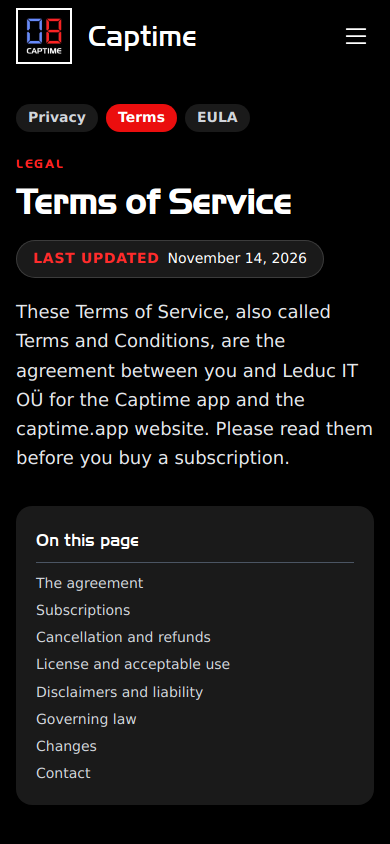 08
CAPTIME
Captime
Privacy
Terms
EULA
LEGAL
Terms of Service
LAST UPDATED November 14, 2026
These Terms of Service, also called
Terms and Conditions, are the
agreement between you and Leduc IT
OÜ for the Captime app and the
captime.app website. Please read them
before you buy a subscription.
On this page
The agreement
Subscriptions
Cancellation and refunds
License and acceptable use
Disclaimers and liability
Governing law
Changes
Contact